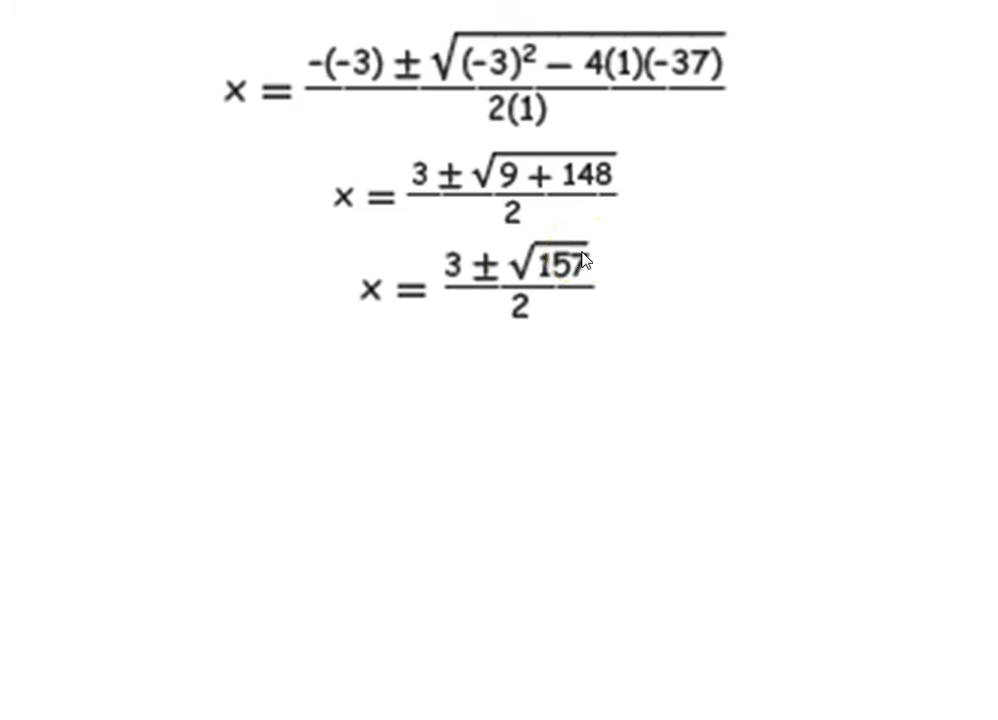 x = -(-3) ± √(-3)² − 4(1)(-37) / 2(1)
x = 3 ± √9 + 148 / 2
x = 3 ± √157 / 2